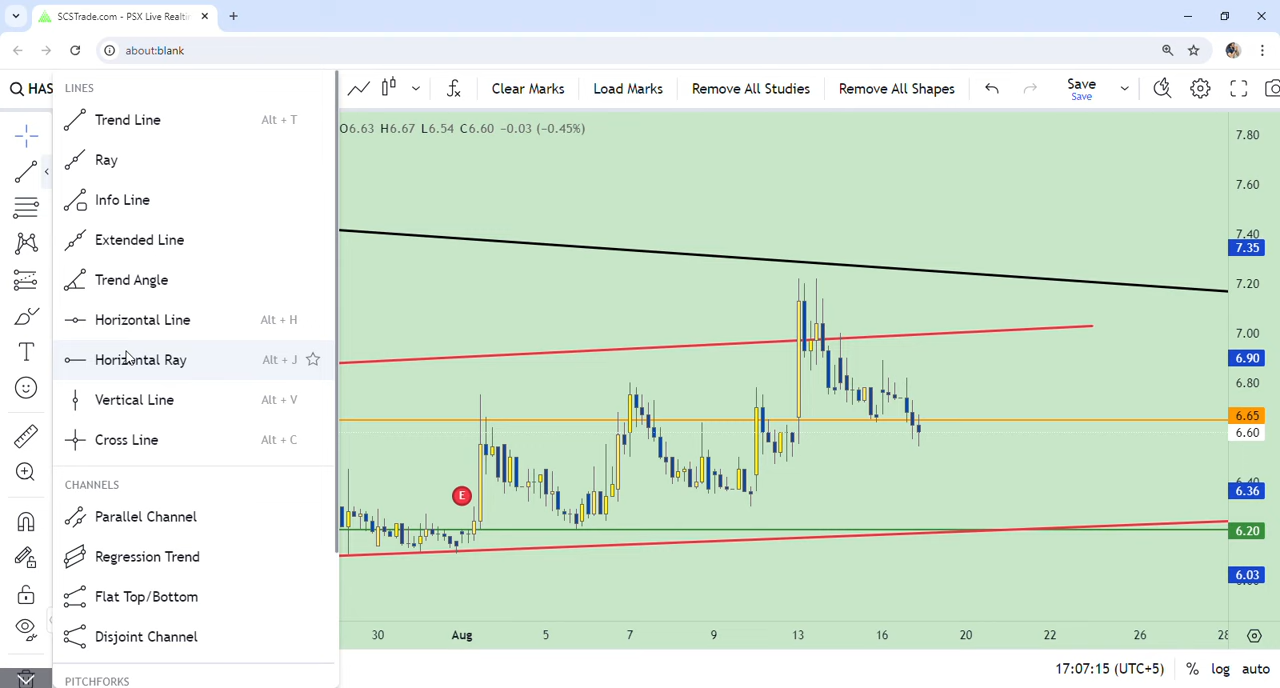 SCSTrade.com - PSX Live Realti
about:blank
HAS
Clear Marks
Load Marks
Remove All Studies
Remove All Shapes
Save
Save
LINES
Trend Line Alt + T
Ray
Info Line
Extended Line
Trend Angle
Horizontal Line Alt + H
Horizontal Ray Alt + J
Vertical Line Alt + V
Cross Line Alt + C
CHANNELS
Parallel Channel
Regression Trend
Flat Top/Bottom
Disjoint Channel
PITCHFORKS
O6.63 H6.67 L6.54 C6.60 −0.03 (−0.45%)
E
7.80
7.60
7.40
7.35
7.20
7.00
6.90
6.80
6.65
6.60
6.40
6.36
6.20
6.03
30 Aug 5 7 9 13 16 20 22 26 28
17:07:15 (UTC+5) % log auto